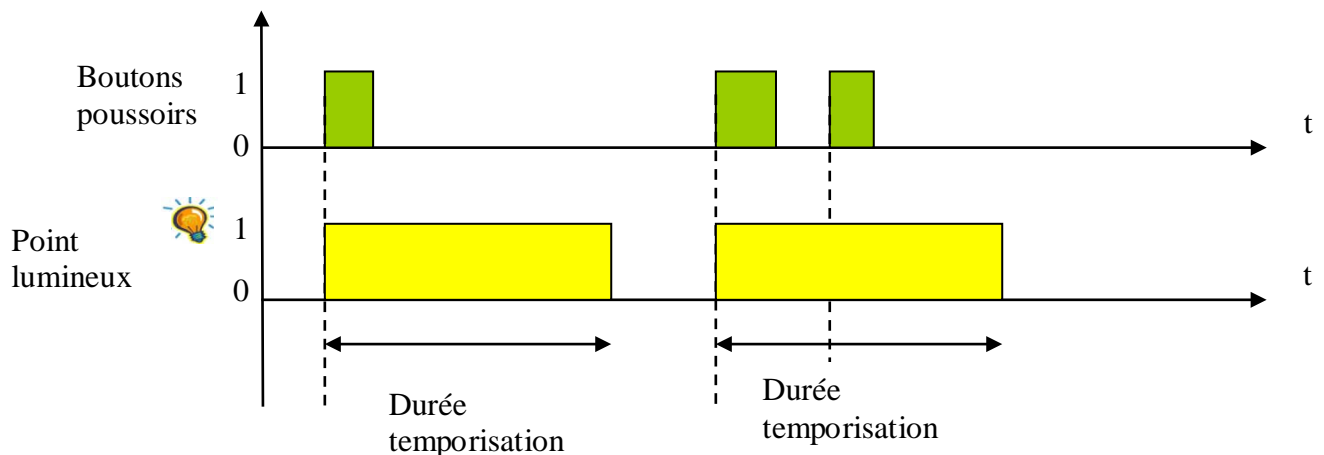 Boutons
poussoirs
1
0
t
Point
lumineux
1
0
t
Durée
temporisation
Durée
temporisation